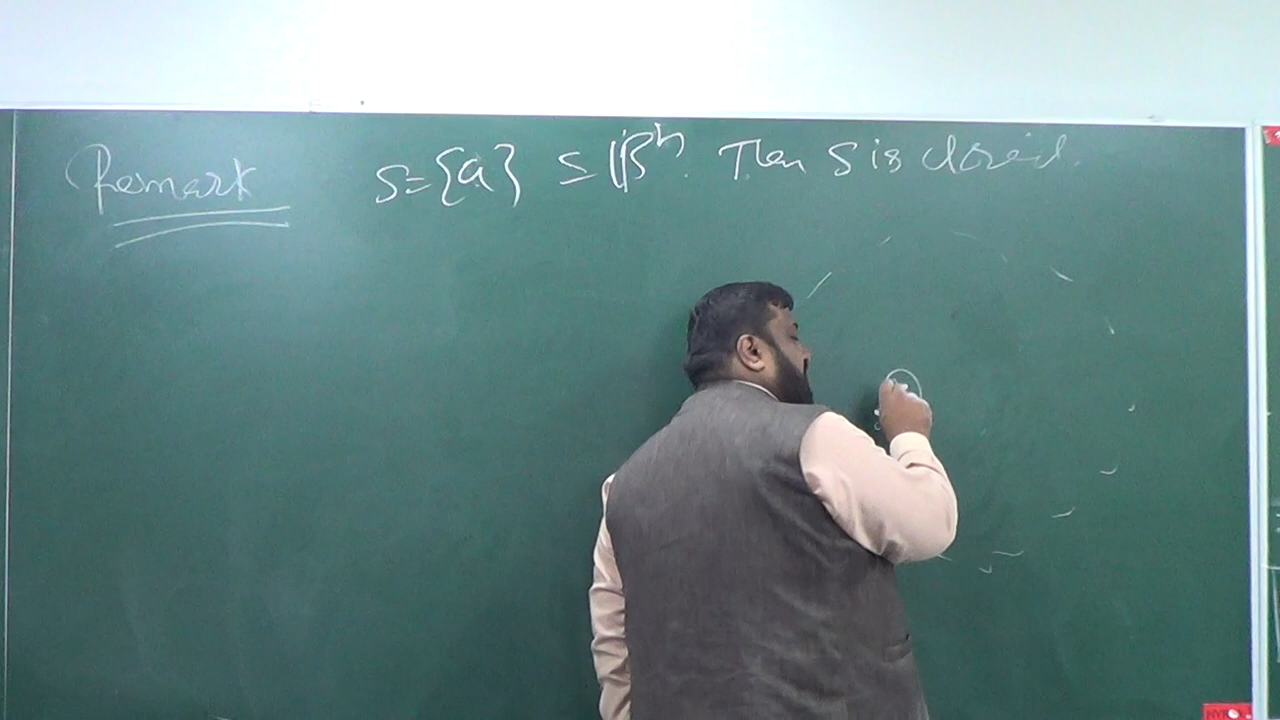 Remark S={a} ⊆ ℝⁿ. Then S is closed.